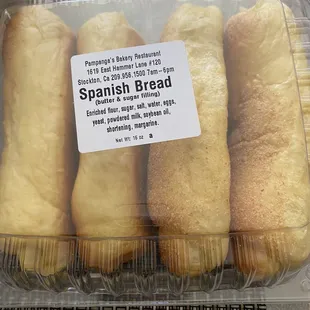 Pampanga's Bakery Restaurant
1619 East Hammer Lane #120
Stockton, Ca 209.956.1500 7am-6pm
Spanish Bread
(butter & sugar filling)
Enriched flour, sugar, salt, water, eggs,
yeast, powdered milk, soybean oil,
shortening, margarine.
Net Wt 16 oz